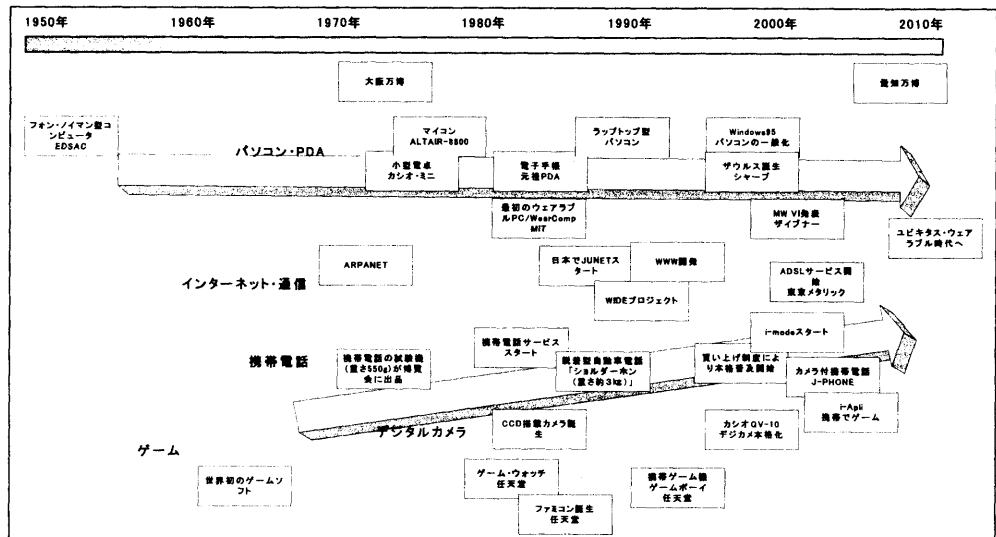 1950年 1960年 1970年 1980年 1990年 2000年 2010年
大阪万博
愛知万博
フォン・ノイマン型コ
ンピュータ
EDSAC
パソコン・PDA
マイコン
ALTAIR-8800
小型電卓
カシオ・ミニ
電子手帳
元祖PDA
ラップトップ型
パソコン
Windows95
パソコンの一般化
ザウルス誕生
シャープ
最初のウェアラブ
ルPC/WearComp
MIT
MW VI発表
ザイブナー
ユビキタス・ウェア
ラブル時代へ
インターネット・通信
ARPANET
日本でJUNETス
タート
WWW開発
WIDEプロジェクト
ADSLサービス開
始
東京メタリック
携帯電話
携帯電話の試験機
(重さ550g)が博覧
会に出品
携帯電話サービス
スタート
脱着型自動車電話
「ショルダーホン
(重さ約3kg)」
買い上げ制度によ
り本格普及開始
i-modeスタート
カメラ付携帯電話
J-PHONE
i-Apli
携帯でゲーム
デジタルカメラ
CCD搭載カメラ誕
生
カシオQV-10
デジカメ本格化
ゲーム
世界初のゲームソ
フト
ゲーム・ウォッチ
任天堂
ファミコン誕生
任天堂
携帯ゲーム機
ゲームボーイ
任天堂